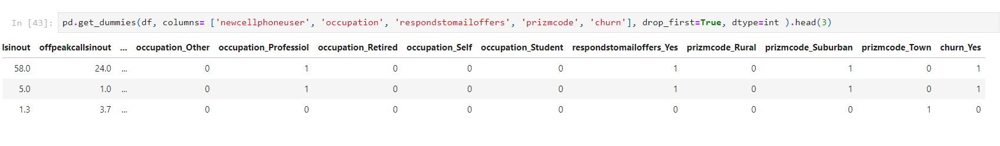 In [43]: pd.get_dummies(df, columns= ['newcellphoneuser', 'occupation', 'respondstomailoffers', 'prizmcode', 'churn'], drop_first=True, dtype=int ).head(3)
lsinout offpeakcallsinout ... occupation_Other occupation_Professiol occupation_Retired occupation_Self occupation_Student respondstomailoffers_Yes prizmcode_Rural prizmcode_Suburban prizmcode_Town churn_Yes
58.0 24.0 ... 0 1 0 0 0 1 0 1 0 1
5.0 1.0 ... 0 1 0 0 0 1 0 1 0 1
1.3 3.7 ... 0 0 0 0 0 0 0 0 1 0